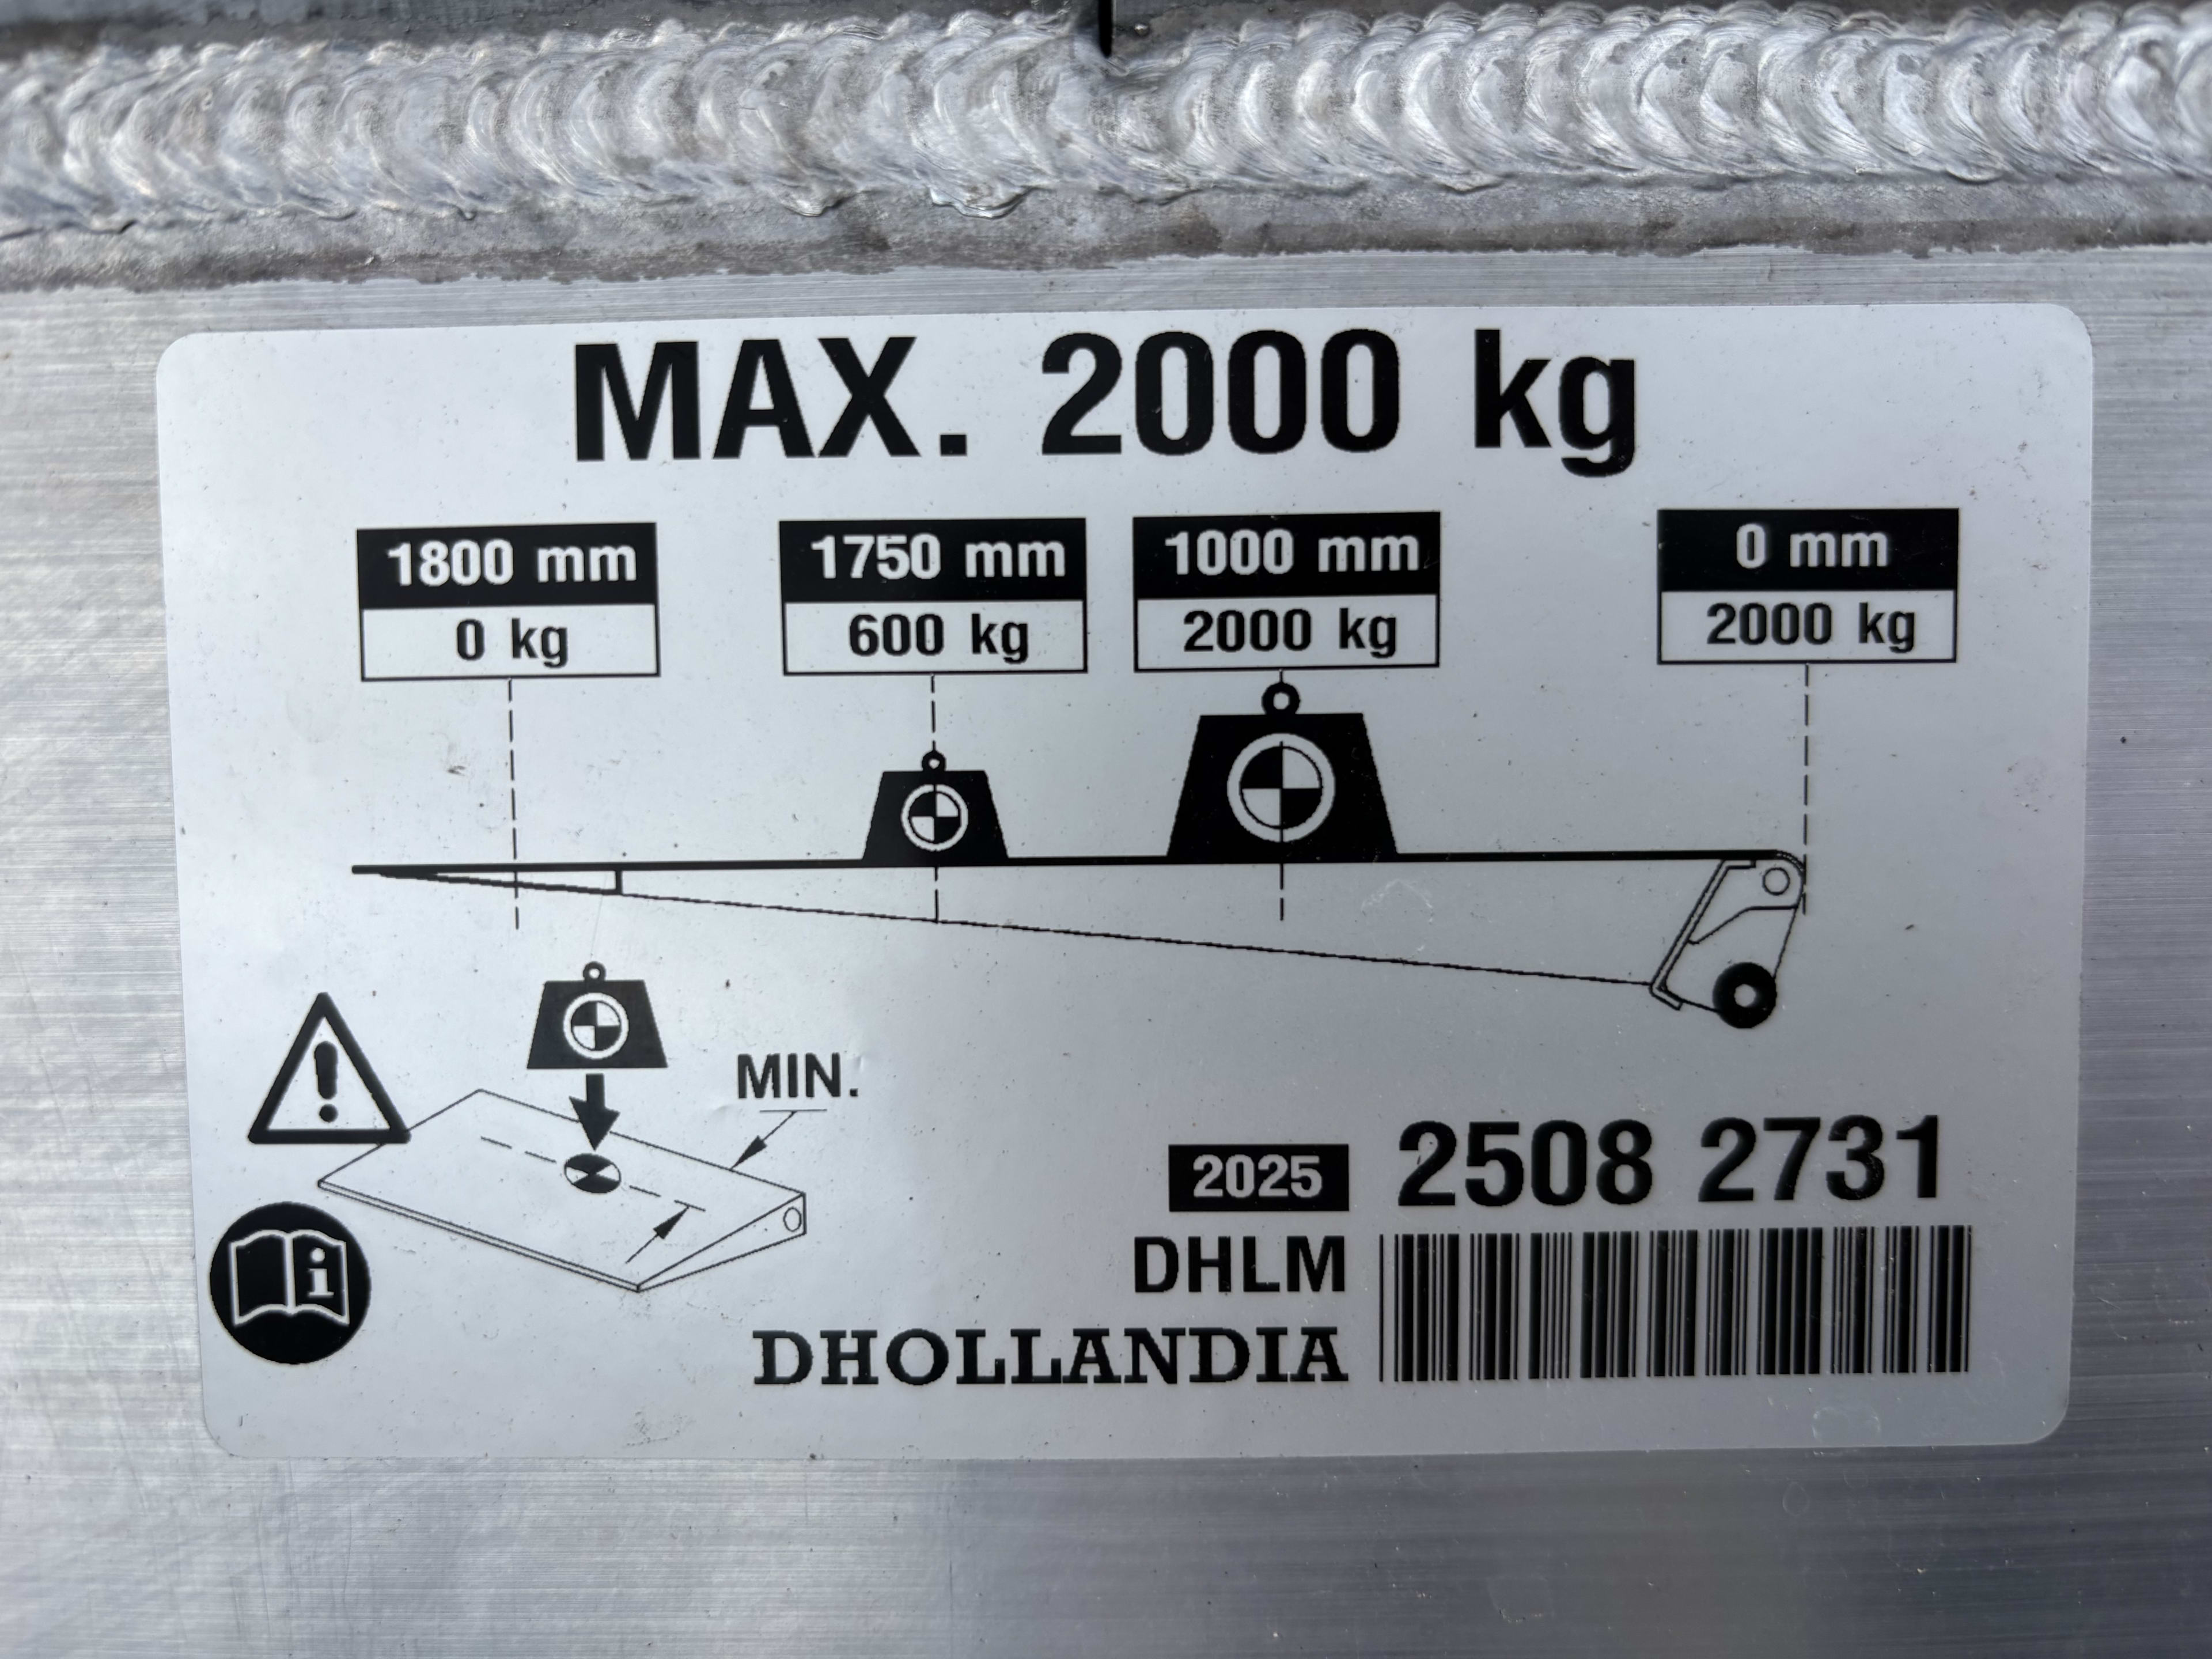 MAX. 2000 kg
1800 mm 1750 mm 1000 mm 0 mm
0 kg 600 kg 2000 kg 2000 kg
MIN.
2025 2508 2731
DHLM
DHOLLANDIA